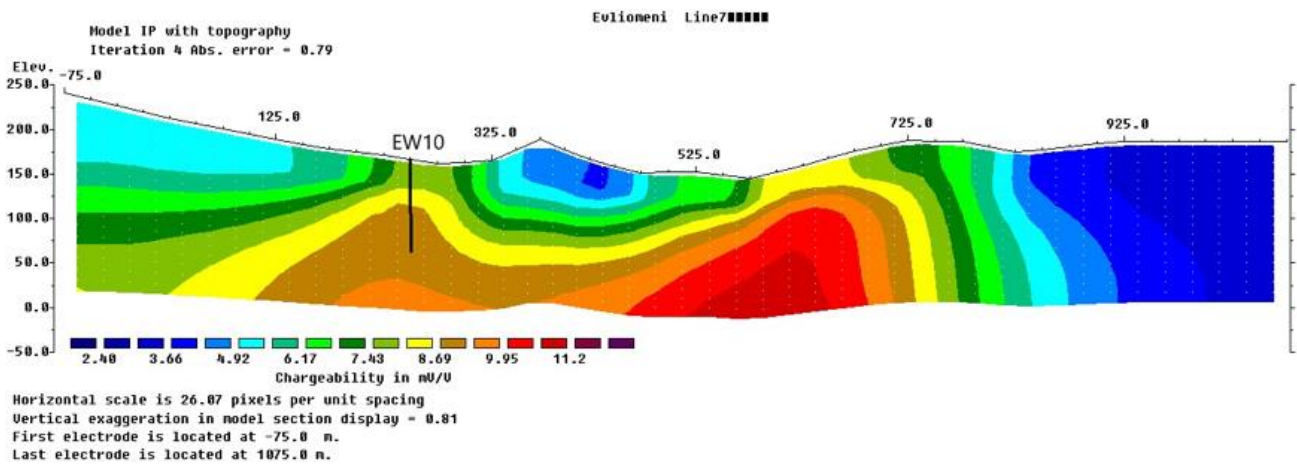 Evliomeni Line7
Model IP with topography
Iteration 4 Abs. error = 0.79
Elev.
-75.0
125.0
EW10
325.0
525.0
725.0
925.0
250.0
200.0
150.0
100.0
50.0
0.0
-50.0
2.40 3.66 4.92 6.17 7.43 8.69 9.95 11.2
Chargeability in mV/V
Horizontal scale is 26.07 pixels per unit spacing
Vertical exaggeration in model section display = 0.81
First electrode is located at -75.0 m.
Last electrode is located at 1075.0 m.